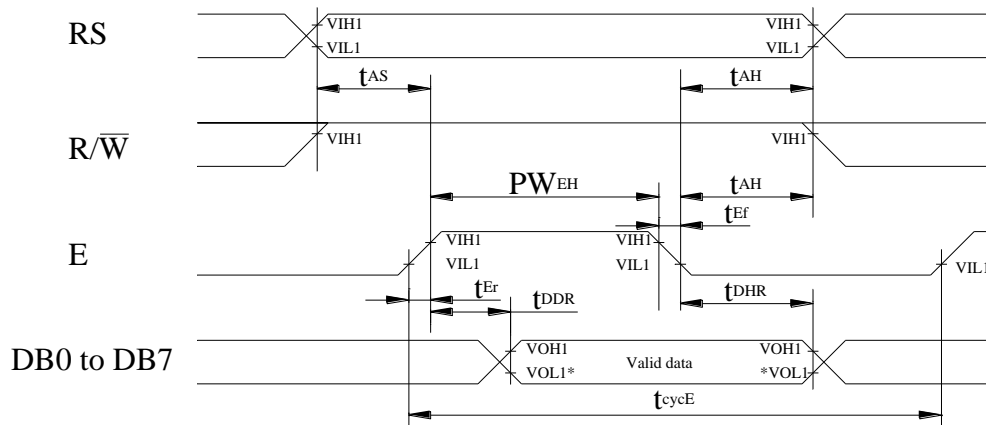 RS
VIH1
VIL1
VIH1
VIL1
tAS
tAH
R/W̅
VIH1
VIH1
PWEH
tAH
tEf
E
VIH1
VIL1
VIH1
VIL1
VIL1
tEr
tDDR
tDHR
DB0 to DB7
VOH1
VOL1*
Valid data
VOH1
*VOL1
tcycE